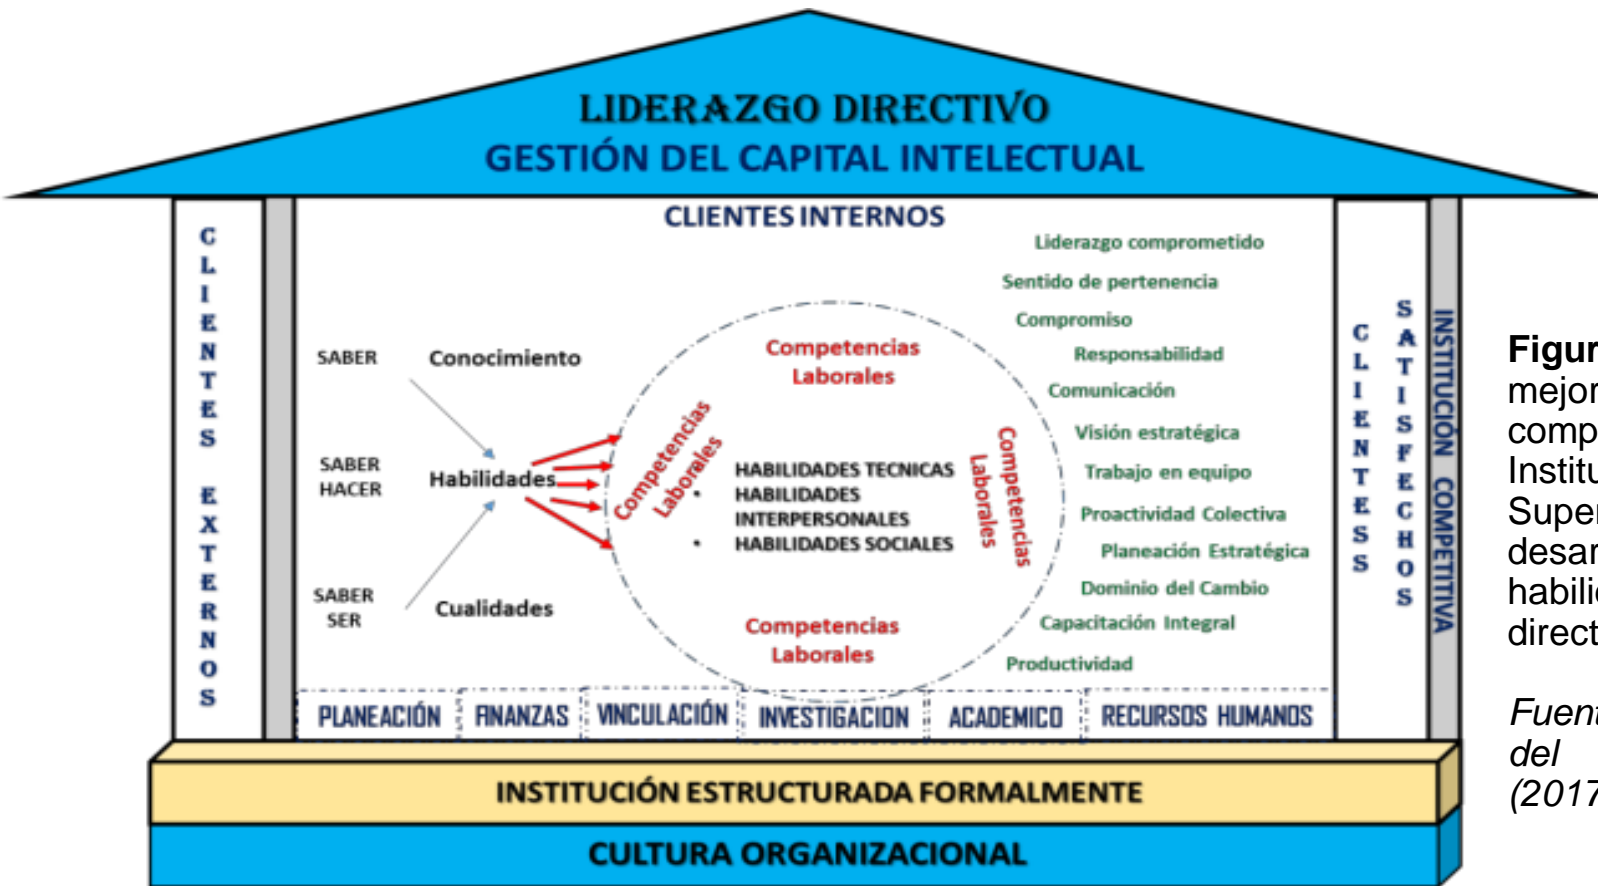 LIDERAZGO DIRECTIVO
GESTIÓN DEL CAPITAL INTELECTUAL
CLIENTES EXTERNOS
CLIENTES INTERNOS
SABER
Conocimiento
SABER
HACER
Habilidades
SABER
SER
Cualidades
Competencias
Laborales
Competencias
Laborales
HABILIDADES TECNICAS
• HABILIDADES
INTERPERSONALES
• HABILIDADES SOCIALES
Competencias
Laborales
Competencias
Laborales
Liderazgo comprometido
Sentido de pertenencia
Compromiso
Responsabilidad
Comunicación
Visión estratégica
Trabajo en equipo
Proactividad Colectiva
Planeación Estratégica
Dominio del Cambio
Capacitación Integral
Productividad
CLIENTESS
SATISFECHOS
INSTITUCIÓN COMPETITIVA
PLANEACIÓN
FINANZAS
VINCULACIÓN
INVESTIGACION
ACADEMICO
RECURSOS HUMANOS
INSTITUCIÓN ESTRUCTURADA FORMALMENTE
CULTURA ORGANIZACIONAL
Figur
mejor
comp
Institu
Super
desar
habili
direct
Fuent
del
(2017